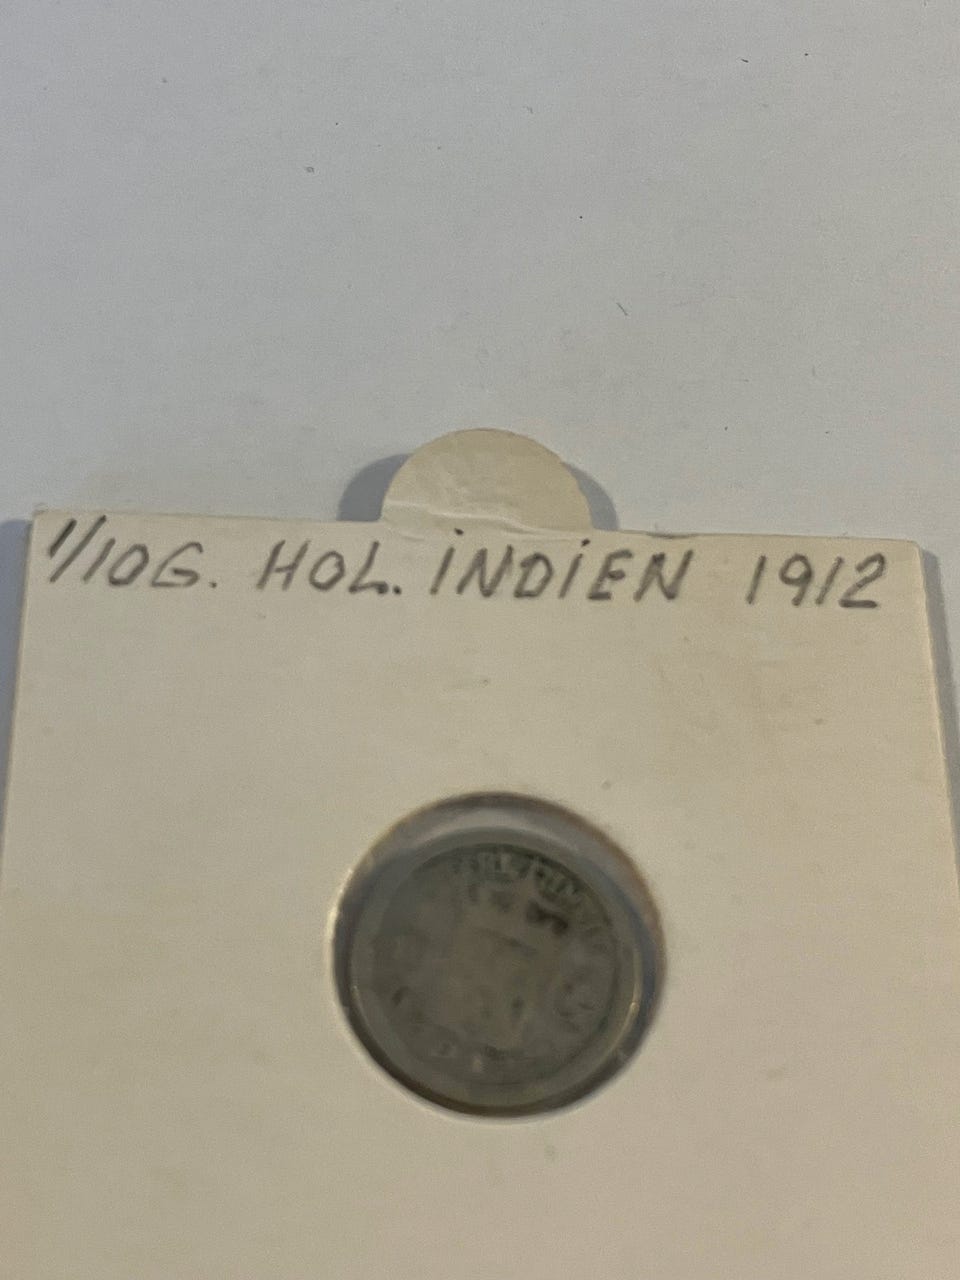 1/10G. HOL. INDIEN 1912